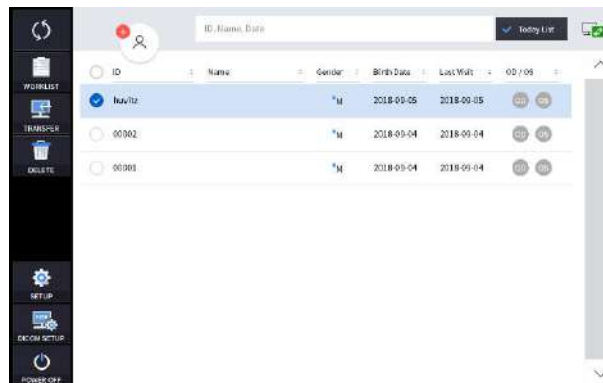 ID, Name, Date
Today List
ID Name Gender Birth Date Last Visit OD / OS
WORKLIST
huvitz M 2018-09-05 2018-09-05 OD OS
TRANSFER
00002 M 2018-09-04 2018-09-04 OD OS
DELETE
00001 M 2018-09-04 2018-09-04 OD OS
SETUP
DICOM SETUP
POWER OFF